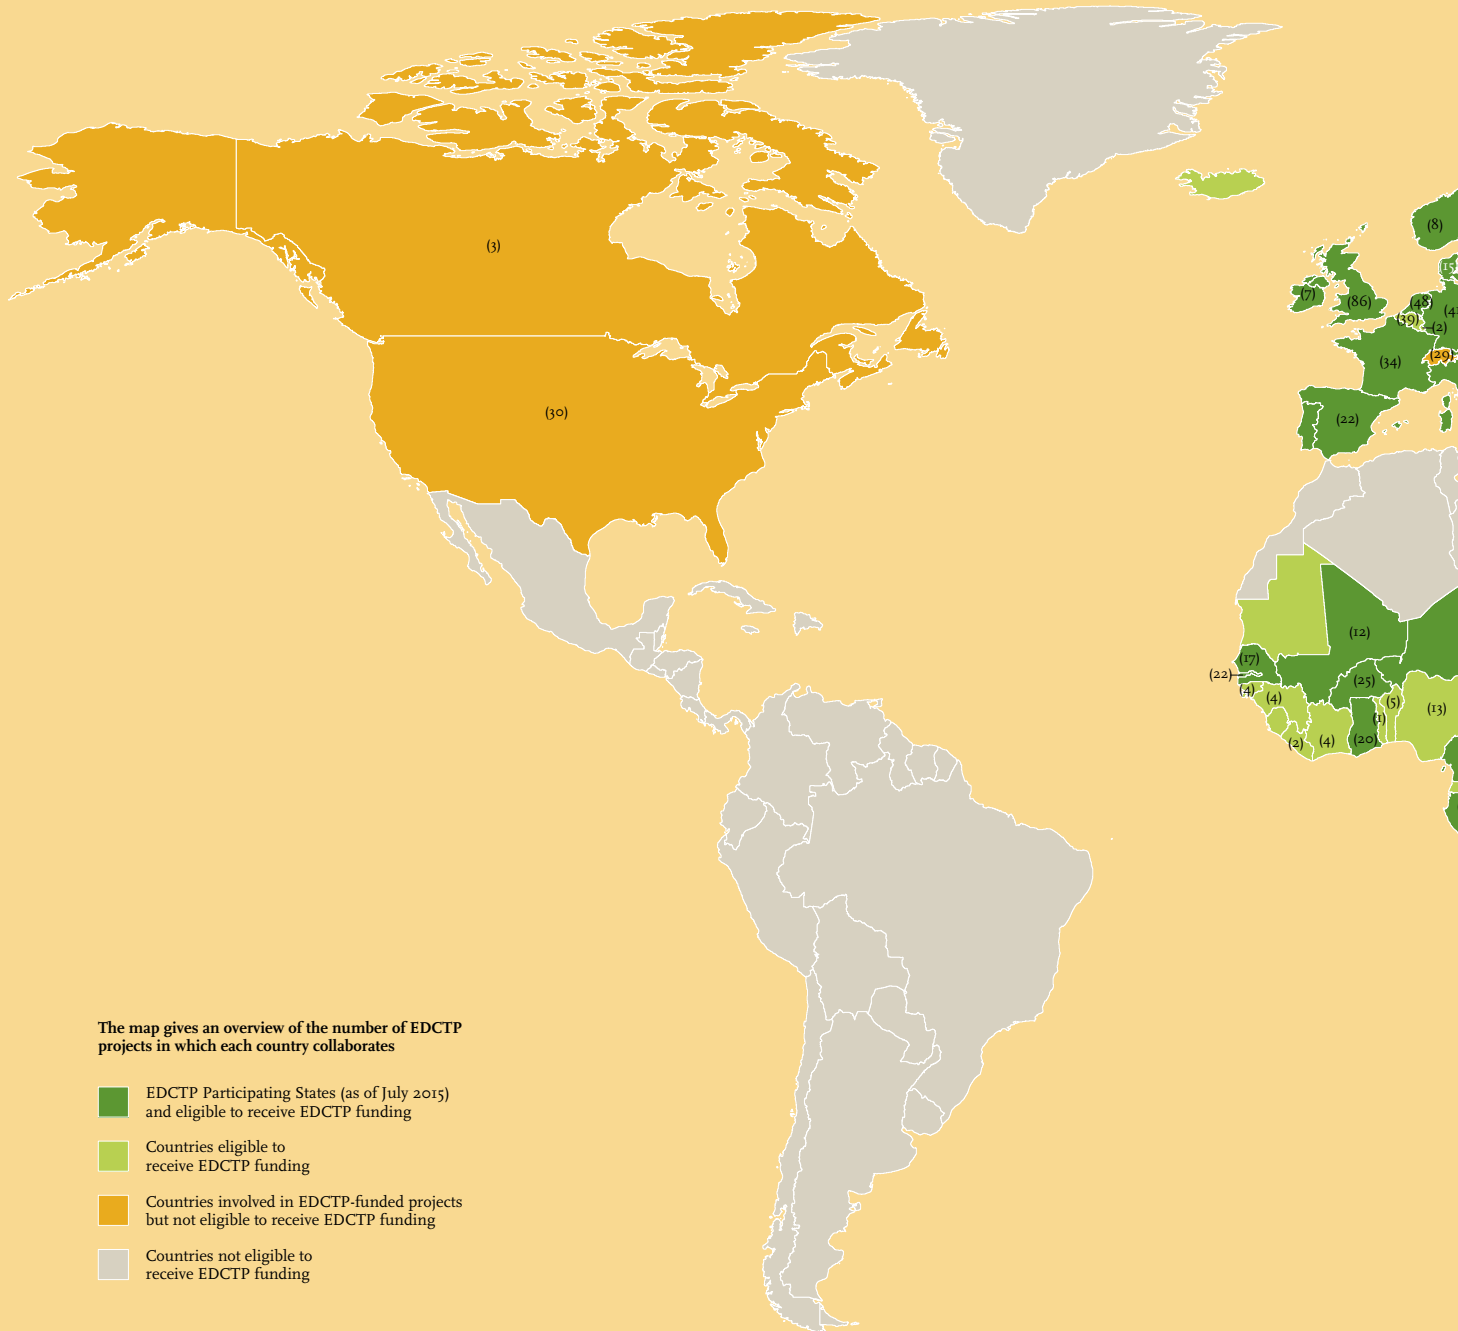 (3)
(30)
(8)
15
(7)
(86)
(48)
(39)
(2)
(34)
(29)
(22)
(12)
(17)
(22)
(25)
(4)
(4)
(5)
(1)
(13)
(2)
(4)
(20)
The map gives an overview of the number of EDCTP
projects in which each country collaborates
EDCTP Participating States (as of July 2015)
and eligible to receive EDCTP funding
Countries eligible to
receive EDCTP funding
Countries involved in EDCTP-funded projects
but not eligible to receive EDCTP funding
Countries not eligible to
receive EDCTP funding